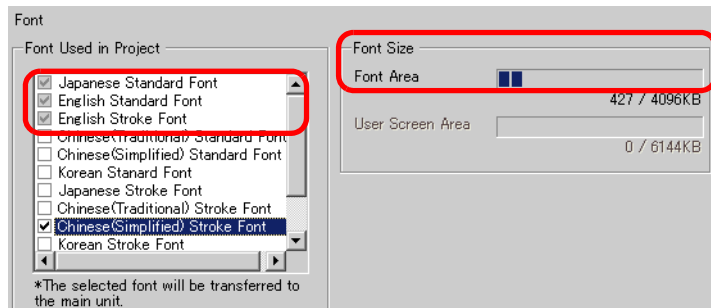 Font
Font Used in Project
Japanese Standard Font
English Standard Font
English Stroke Font
Chinese(Traditional) Standard Font
Chinese(Simplified) Standard Font
Korean Stanard Font
Japanese Stroke Font
Chinese(Traditional) Stroke Font
Chinese(Simplified) Stroke Font
Korean Stroke Font
*The selected font will be transferred to
the main unit.
Font Size
Font Area
427 / 4096KB
User Screen Area
0 / 6144KB